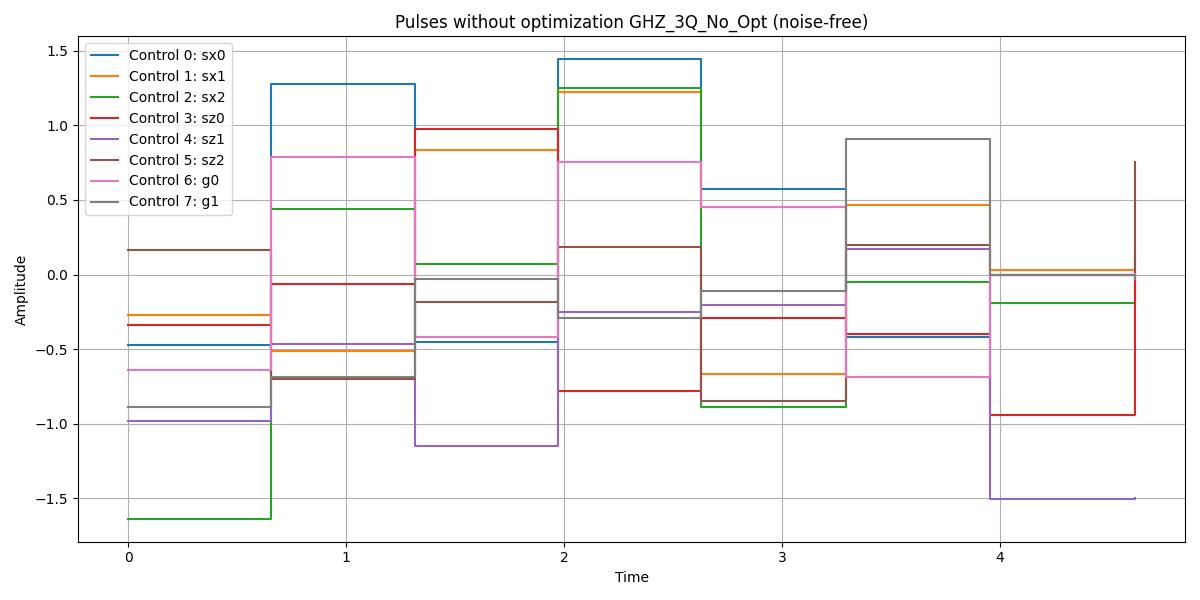 Pulses without optimization GHZ_3Q_No_Opt (noise-free)
Control 0: sx0
Control 1: sx1
Control 2: sx2
Control 3: sz0
Control 4: sz1
Control 5: sz2
Control 6: g0
Control 7: g1
1.5
1.0
0.5
0.0
−0.5
−1.0
−1.5
Amplitude
0 1 2 3 4
Time